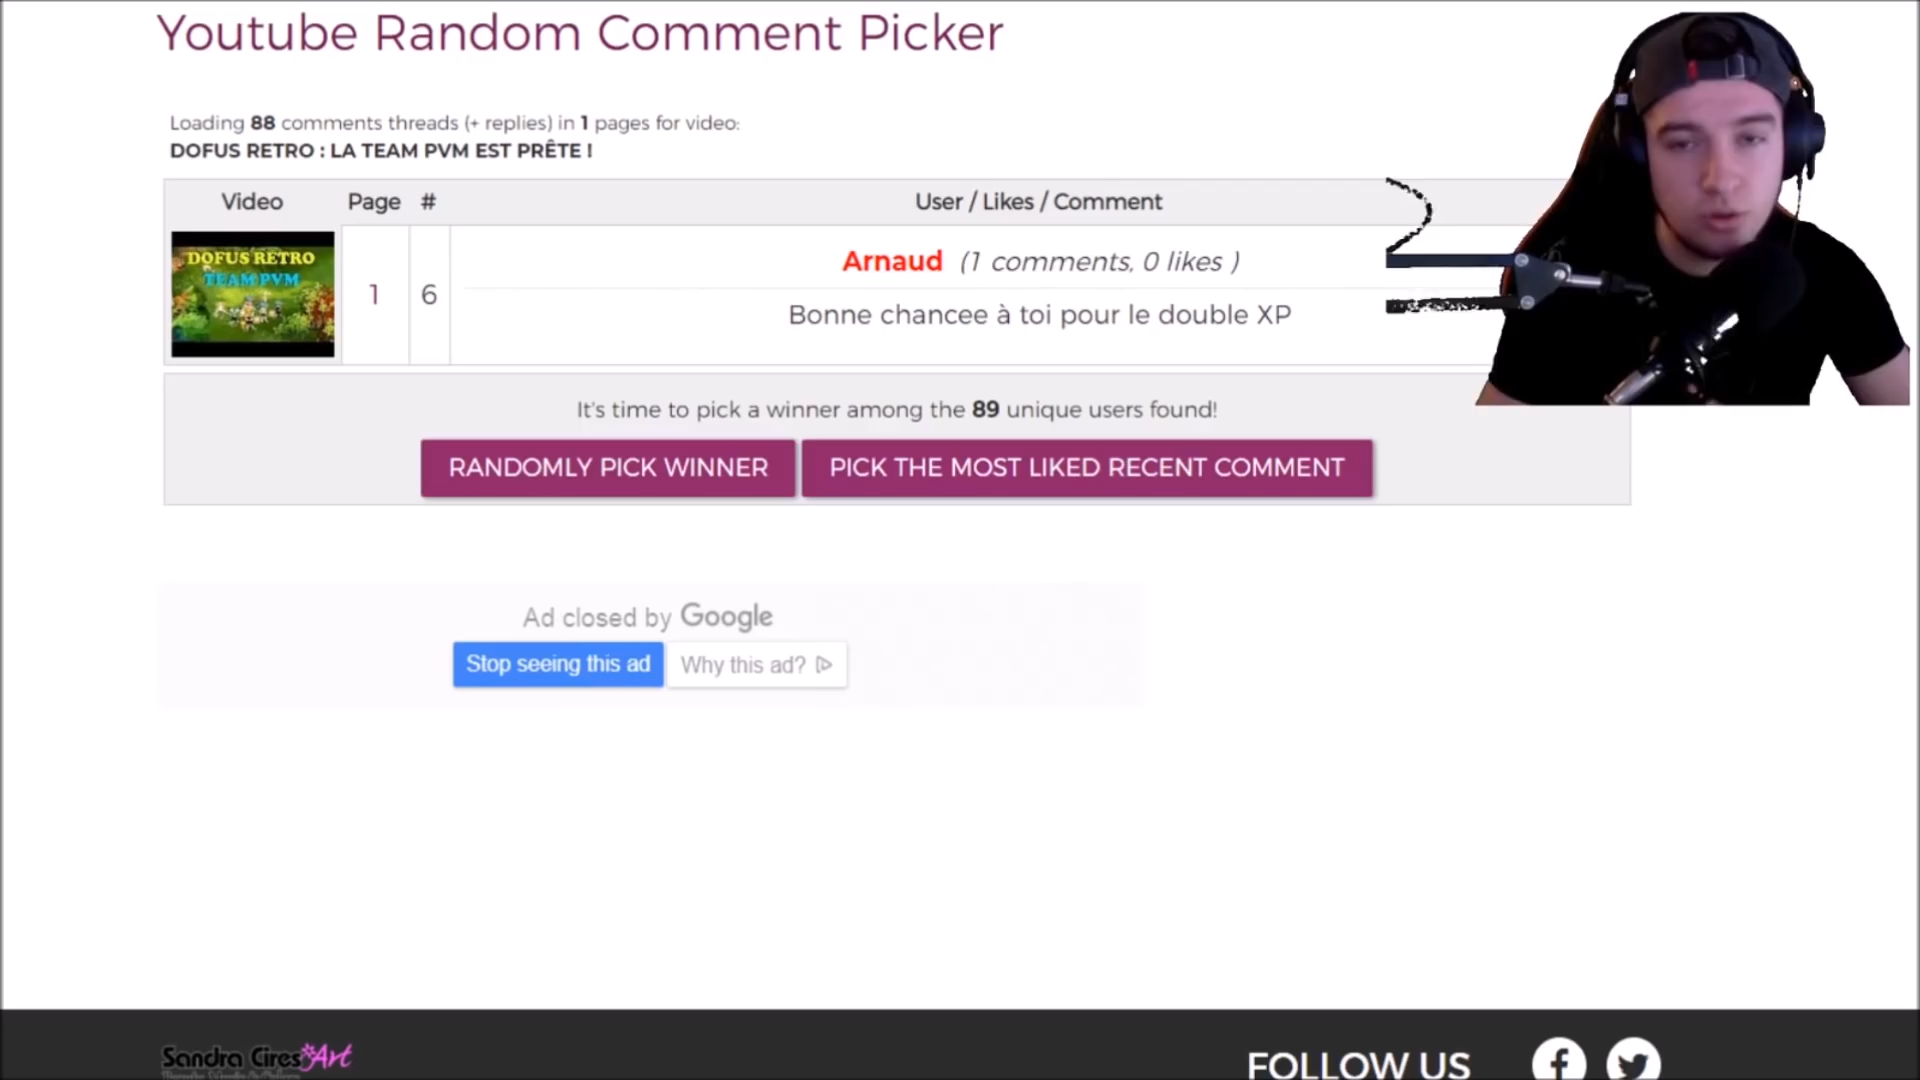 Youtube Random Comment Picker
Loading 88 comments threads (+ replies) in 1 pages for video:
DOFUS RETRO : LA TEAM PVM EST PRÊTE !
Video Page # User / Likes / Comment
DOFUS RETRO
TEAM PVM
1 6
Arnaud (1 comments, 0 likes )
Bonne chancee à toi pour le double XP
It's time to pick a winner among the 89 unique users found!
RANDOMLY PICK WINNER PICK THE MOST LIKED RECENT COMMENT
Ad closed by Google
Stop seeing this ad Why this ad?
Sandra Cires Art
FOLLOW US